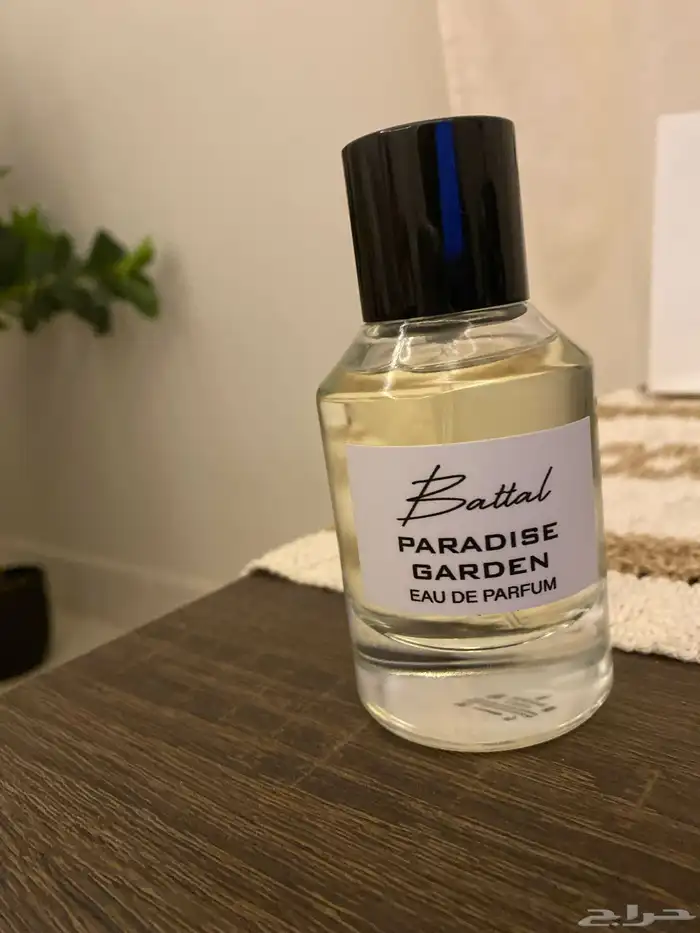 Battal
PARADISE
GARDEN
EAU DE PARFUM
حراج